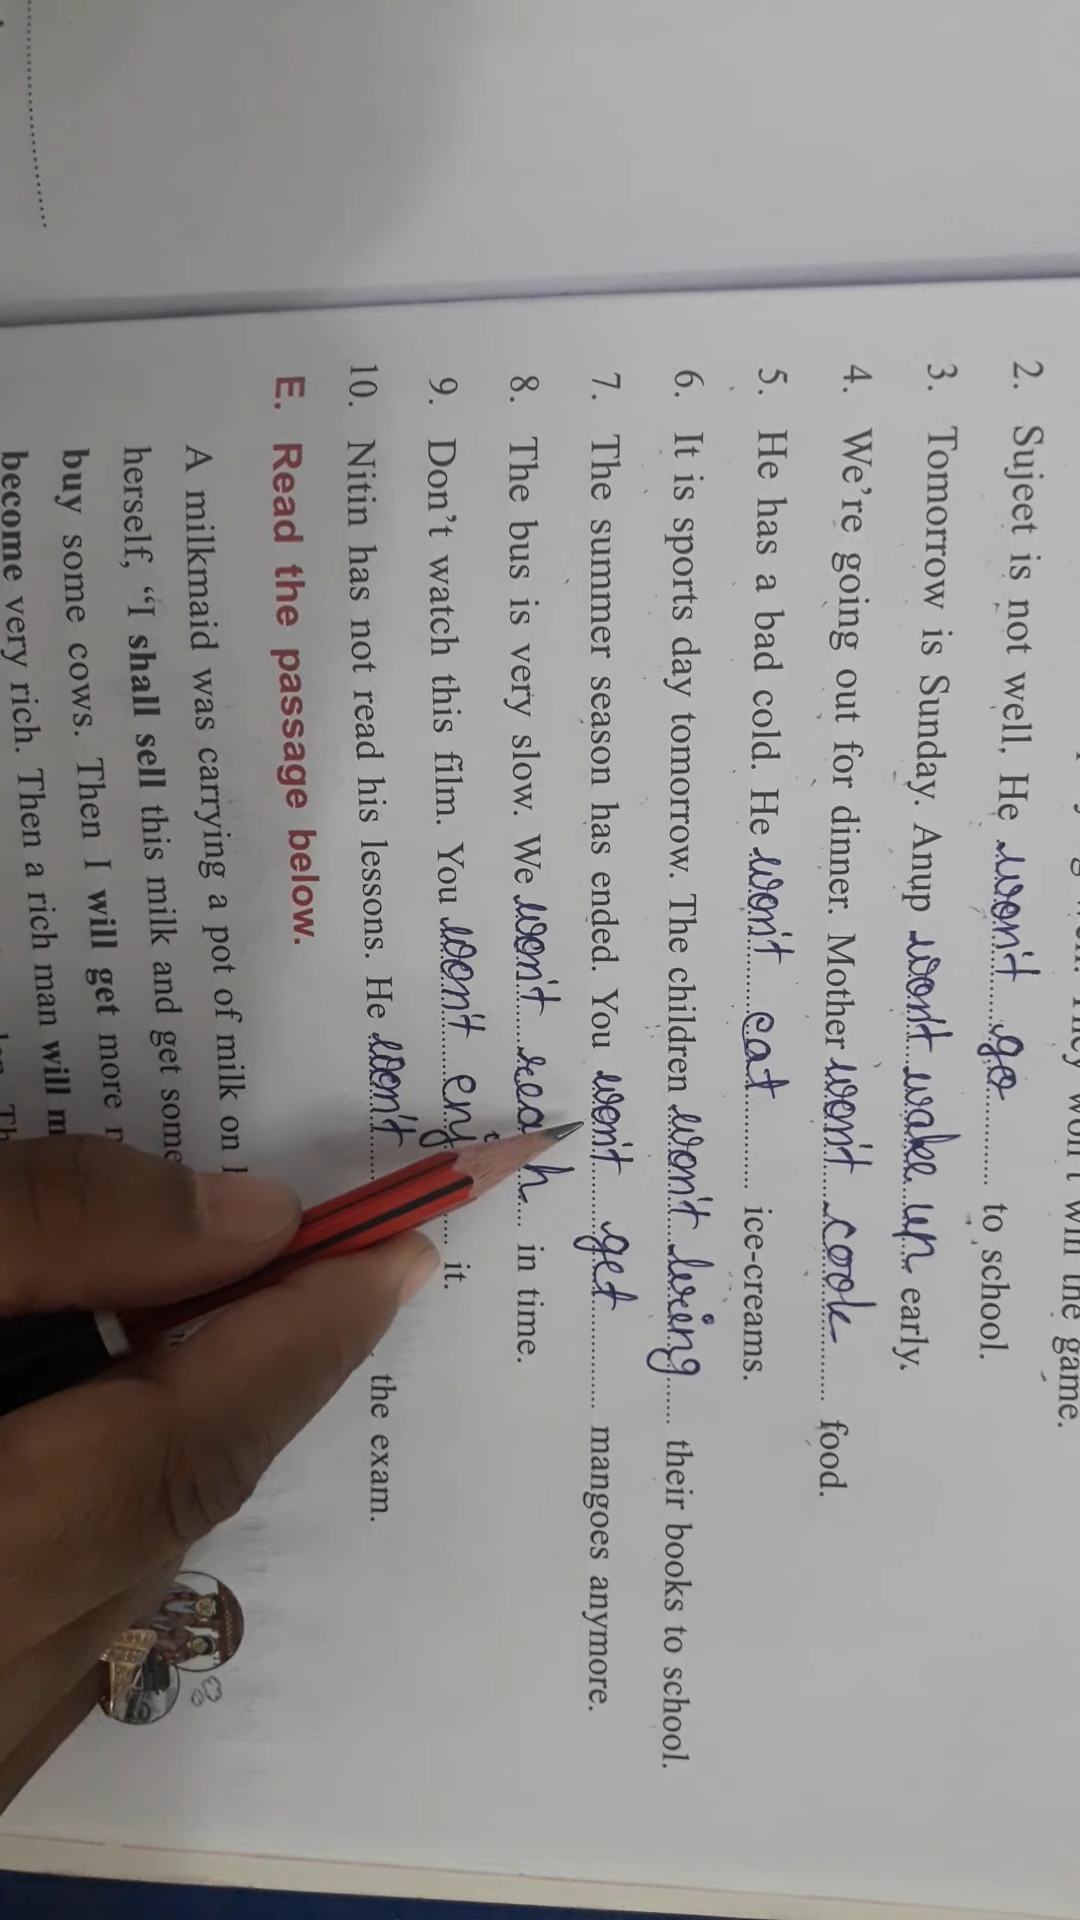 They won't win the game.
2. Sujeet is not well. He won't go to school.
3. Tomorrow is Sunday. Anup wont wake up early.
4. We're going out for dinner. Mother won't cook food.
5. He has a bad cold. He won't eat ice-creams.
6. It is sports day tomorrow. The children won't bring their books to school.
7. The summer season has ended. You won't get mangoes anymore.
8. The bus is very slow. We won't in time.
9. Don't watch this film. You won't it.
10. Nitin has not read his lessons. He won't the exam.
E. Read the passage below.
A milkmaid was carrying a pot of milk on
herself, “I shall sell this milk and get some
buy some cows. Then I will get more
become very rich. Then a rich man will